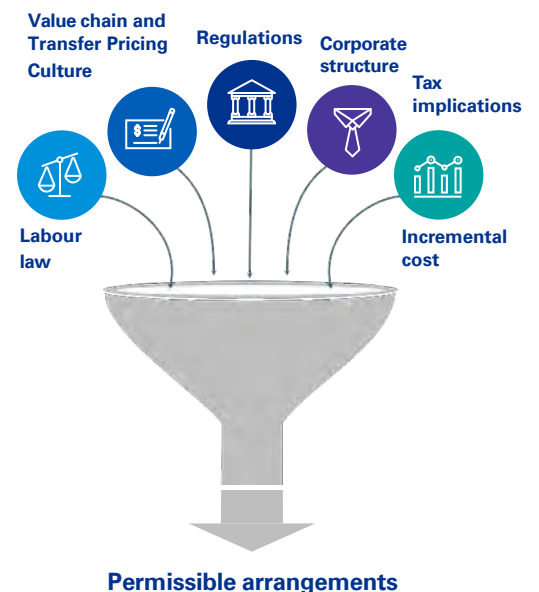 Value chain and
Transfer Pricing
Culture
Regulations
Corporate
structure
Tax
implications
$
Labour
law
Incremental
cost
Permissible arrangements